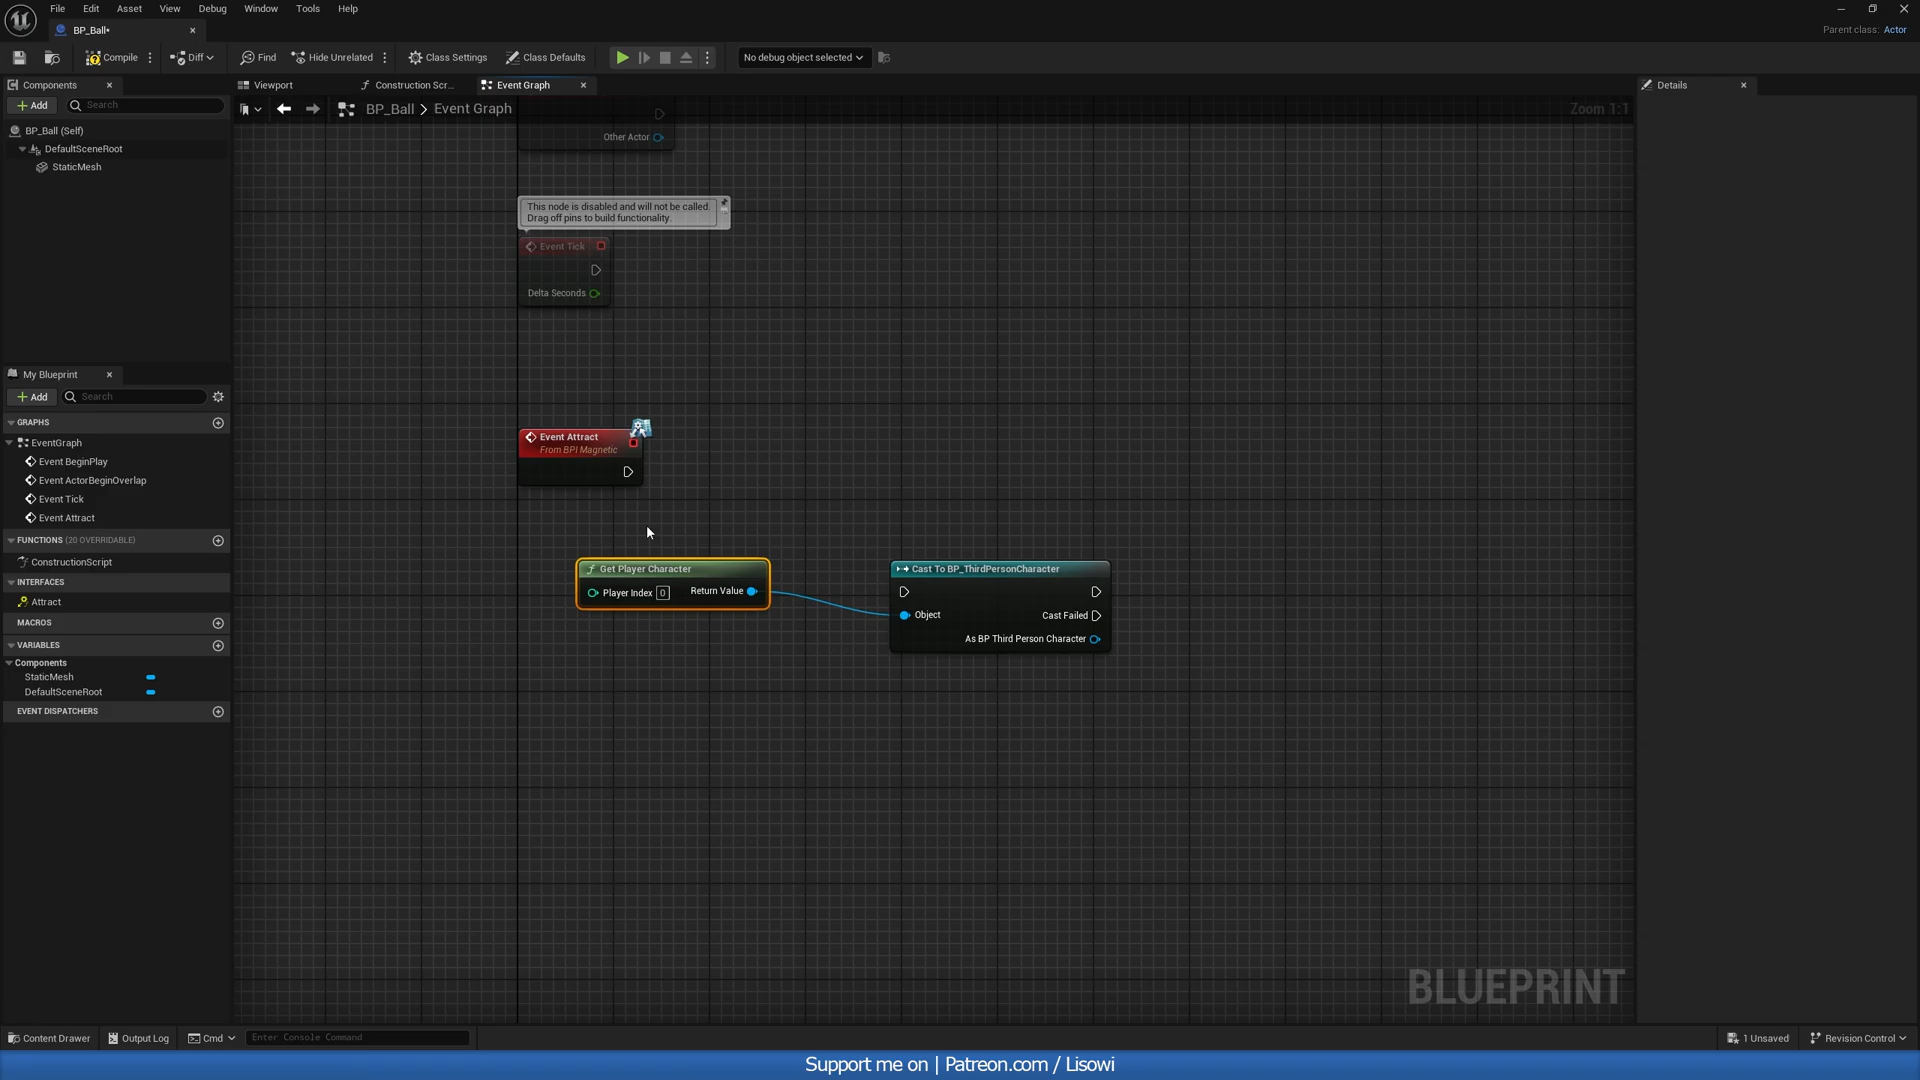 File Edit Asset View Debug Window Tools Help
BP_Ball•
Parent class: Actor
Compile Diff Find Hide Unrelated Class Settings Class Defaults No debug object selected
Components Viewport Construction Scr... Event Graph Details
Add Search
BP_Ball > Event Graph Zoom 1:1
BP_Ball (Self)
DefaultSceneRoot
StaticMesh
Other Actor
This node is disabled and will not be called.
Drag off pins to build functionality.
Event Tick
Delta Seconds
My Blueprint
Add Search
GRAPHS
EventGraph
Event BeginPlay
Event ActorBeginOverlap
Event Tick
Event Attract
FUNCTIONS (20 OVERRIDABLE)
ConstructionScript
INTERFACES
Attract
MACROS
VARIABLES
Components
StaticMesh
DefaultSceneRoot
EVENT DISPATCHERS
Event Attract
From BPI Magnetic
Get Player Character
Player Index 0 Return Value
Cast To BP_ThirdPersonCharacter
Object Cast Failed
As BP Third Person Character
BLUEPRINT
Content Drawer Output Log Cmd Enter Console Command 1 Unsaved Revision Control
Support me on | Patreon.com / Lisowi